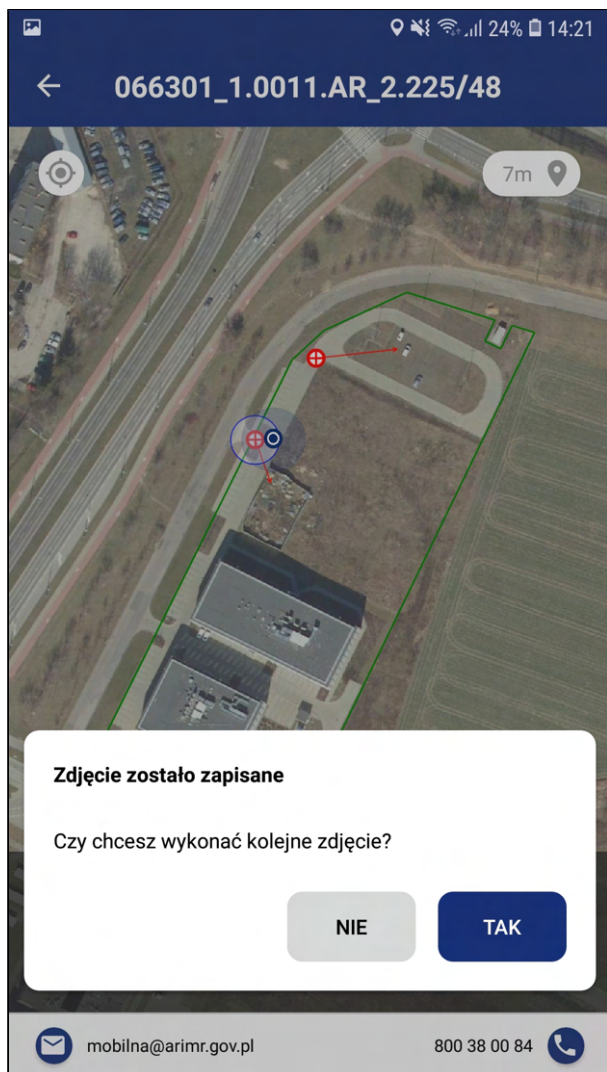 24% 14:21
066301_1.0011.AR_2.225/48
7m
Zdjęcie zostało zapisane
Czy chcesz wykonać kolejne zdjęcie?
NIE TAK
mobilna@arimr.gov.pl 800 38 00 84